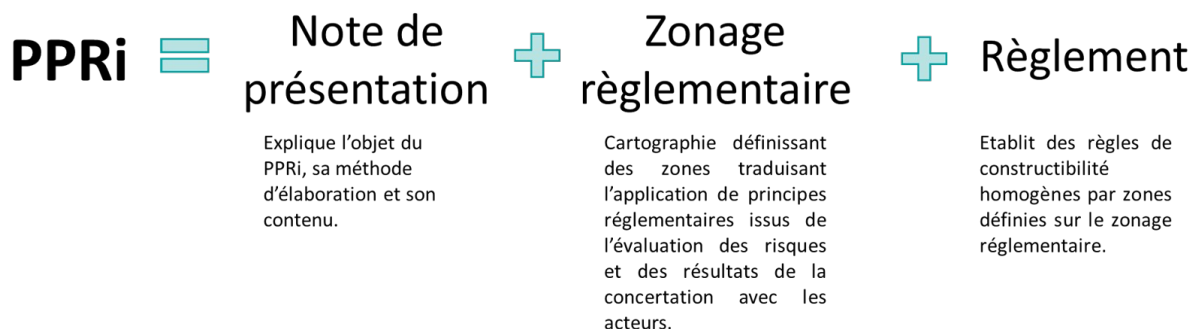 PPRi
Note de
présentation
Explique l’objet du
PPRi, sa méthode
d’élaboration et son
contenu.
Zonage
règlementaire
Cartographie définissant
des zones traduisant
l’application de principes
réglementaires issus de
l’évaluation des risques
et des résultats de la
concertation avec les
acteurs.
Règlement
Etablit des règles de
constructibilité
homogènes par zones
définies sur le zonage
réglementaire.